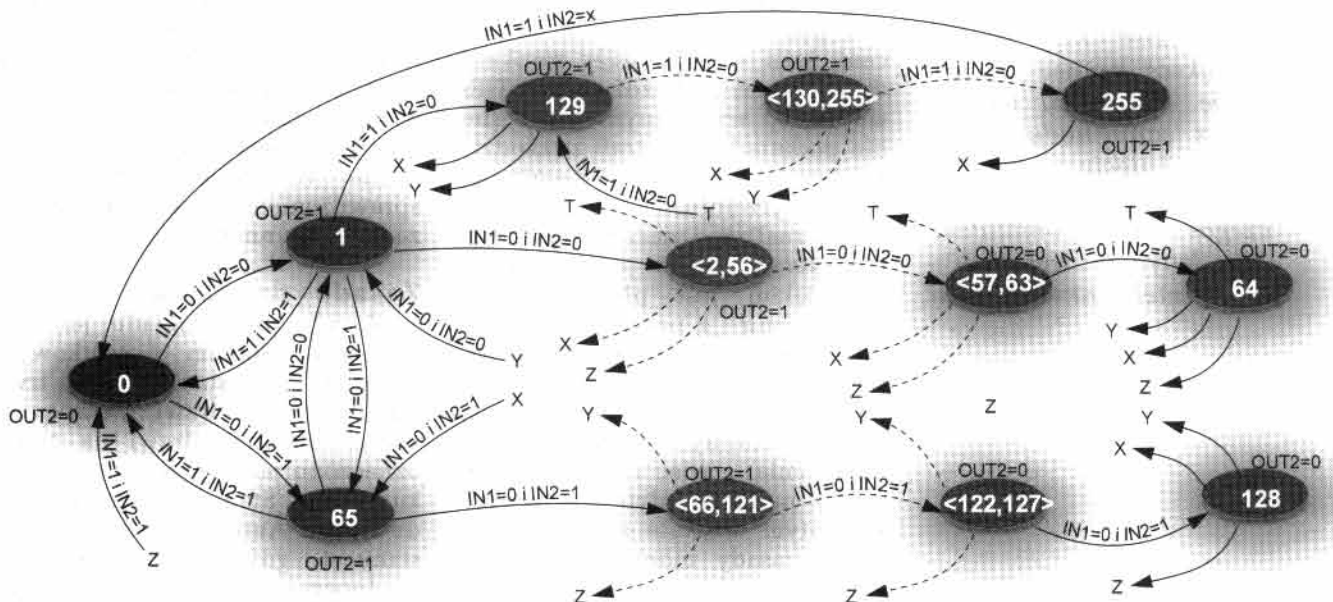 IN1=1 i IN2=x
OUT2=1
129
IN1=1 i IN2=0
OUT2=1
<130,255>
IN1=1 i IN2=0
255
OUT2=1
IN1=1 i IN2=0
X
Y
IN1=1 i IN2=0
T
X
Y
X
OUT2=1
1
IN1=0 i IN2=0
T
<2,56>
OUT2=1
IN1=0 i IN2=0
T
OUT2=0
<57,63>
IN1=0 i IN2=0
T
OUT2=0
64
IN1=0 i IN2=0
IN1=1 i IN2=1
IN1=0 i IN2=0
IN1=0 i IN2=1
IN1=0 i IN2=0
Y
X
Z
X
Z
Y
X
Z
0
OUT2=0
IN1=0 i IN2=1
IN1=1 i IN2=1
IN1=0 i IN2=1
X
Z
IN1=1 i IN2=1
Z
65
OUT2=1
IN1=0 i IN2=1
Y
OUT2=1
<66,121>
Z
IN1=0 i IN2=1
Y
OUT2=0
<122,127>
Z
IN1=0 i IN2=1
Y
X
OUT2=0
128
Z